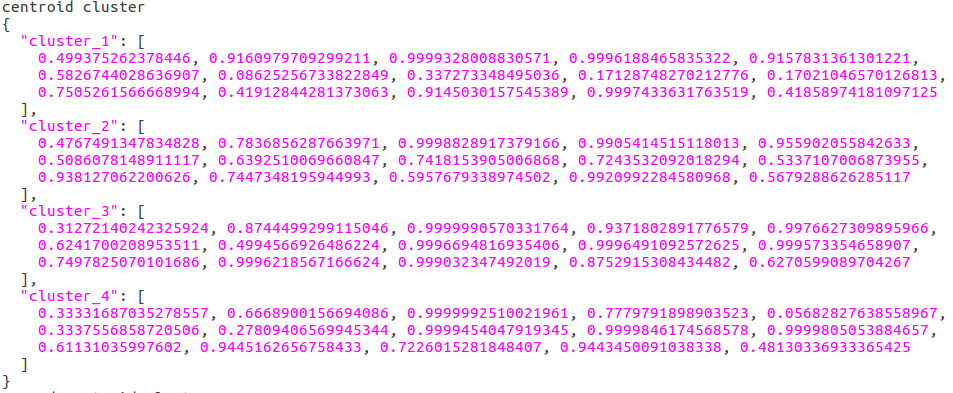 centroid cluster
{
"cluster_1": [
0.499375262378446, 0.9160979709299211, 0.9999328008830571, 0.9996188465835322, 0.9157831361301221,
0.5826744028636907, 0.08625256733822849, 0.337273348495036, 0.17128748270212776, 0.17021046570126813,
0.7505261566668994, 0.41912844281373063, 0.9145030157545389, 0.9997433631763519, 0.41858974181097125
],
"cluster_2": [
0.4767491347834828, 0.7836856287663971, 0.9998828917379166, 0.9905414515118013, 0.955902055842633,
0.5086078148911117, 0.6392510069660847, 0.7418153905006868, 0.7243532092018294, 0.5337107006873955,
0.938127062200626, 0.7447348195944993, 0.5957679338974502, 0.9920992284580968, 0.5679288626285117
],
"cluster_3": [
0.31272140242325924, 0.8744499299115046, 0.9999990570331764, 0.9371802891776579, 0.9976627309895966,
0.6241700208953511, 0.4994566926486224, 0.9996694816935406, 0.9996491092572625, 0.999573354658907,
0.7497825070101686, 0.9996218567166624, 0.999032347492019, 0.8752915308434482, 0.6270599089704267
],
"cluster_4": [
0.33331687035278557, 0.6668900156694086, 0.9999992510021961, 0.7779791898903523, 0.05682827638558967,
0.3337556858720506, 0.27809406569945344, 0.9999454047919345, 0.9999846174568578, 0.9999805053884657,
0.61131035997602, 0.9445162656758433, 0.7226015281848407, 0.9443450091038338, 0.48130336933365425
]
}